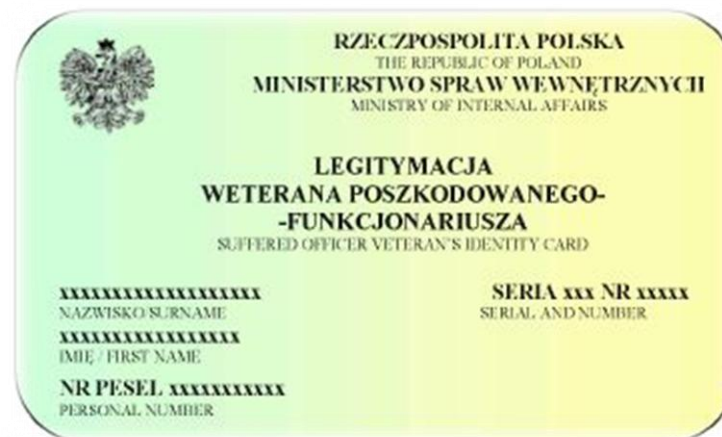 RZECZPOSPOLITA POLSKA
THE REPUBLIC OF POLAND
MINISTERSTWO SPRAW WEWNĘTRZNYCH
MINISTRY OF INTERNAL AFFAIRS
LEGITYMACJA
WETERANA POSZKODOWANEGO-
-FUNKCJONARIUSZA
SUFFERED OFFICER VETERAN'S IDENTITY CARD
xxxxxxxxxxxxxxxxxxx
NAZWISKO/SURNAME
xxxxxxxxxxxxxxxxx
IMIĘ / FIRST NAME
NR PESEL xxxxxxxxxxx
PERSONAL NUMBER
SERIA xxx NR xxxxx
SERIAL AND NUMBER